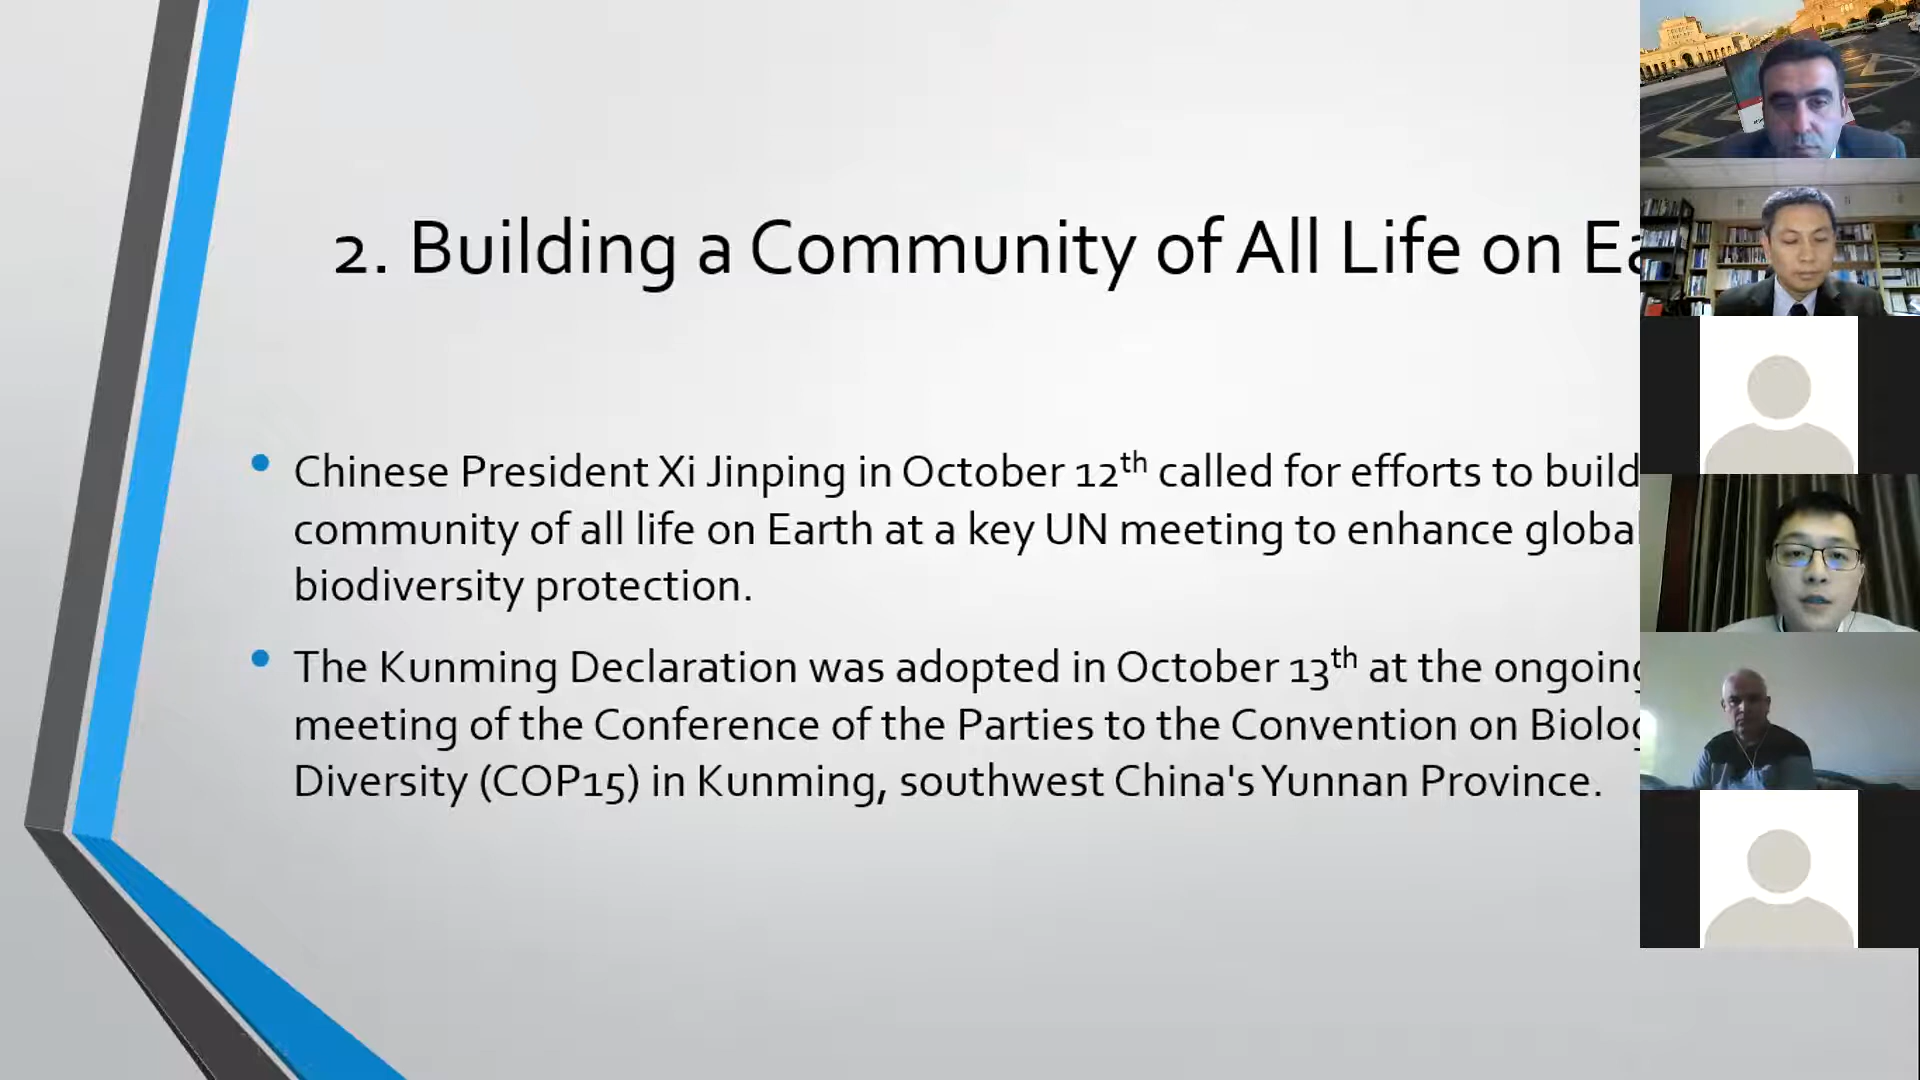 2. Building a Community of All Life on Ea
Chinese President Xi Jinping in October 12th called for efforts to build
community of all life on Earth at a key UN meeting to enhance global
biodiversity protection.
The Kunming Declaration was adopted in October 13th at the ongoing
meeting of the Conference of the Parties to the Convention on Biolog
Diversity (COP15) in Kunming, southwest China's Yunnan Province.